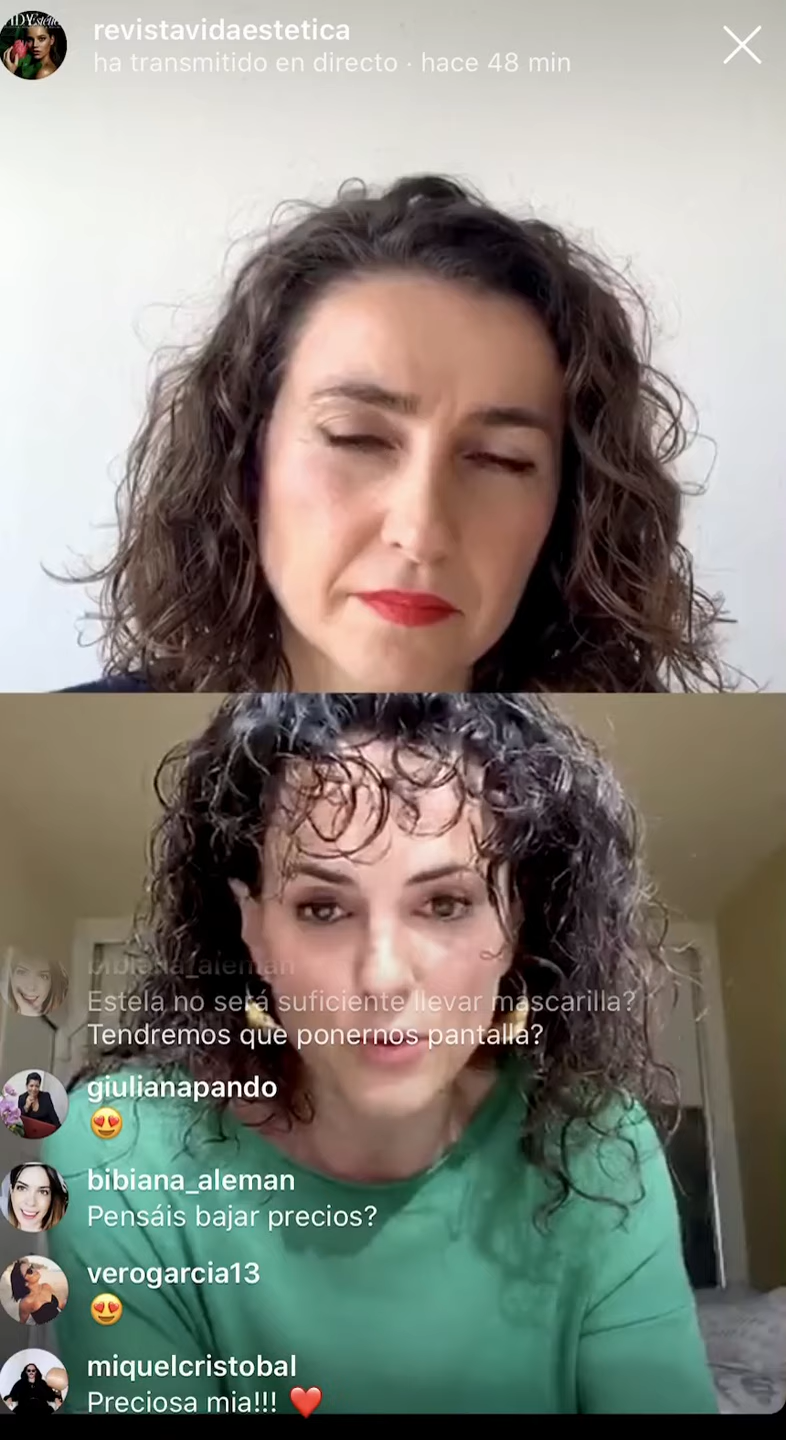 revistavidaestetica
ha transmitido en directo · hace 48 min
bibiana_aleman
Estela no será suficiente llevar mascarilla?
Tendremos que ponernos pantalla?
giulianapando
😍
bibiana_aleman
Pensáis bajar precios?
verogarcia13
😍
miquelcristobal
Preciosa mia!!! ❤️